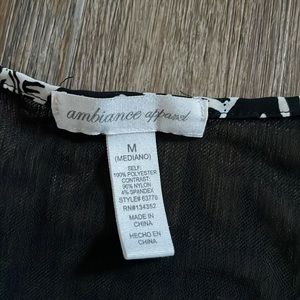 ambiance apparel
M
(MEDIANO)
SELF:
100% POLYESTER
CONTRAST:
96% NYLON
4% SPANDEX
STYLE# 63776
RN#134352
MADE IN
CHINA
HECHO EN
CHINA